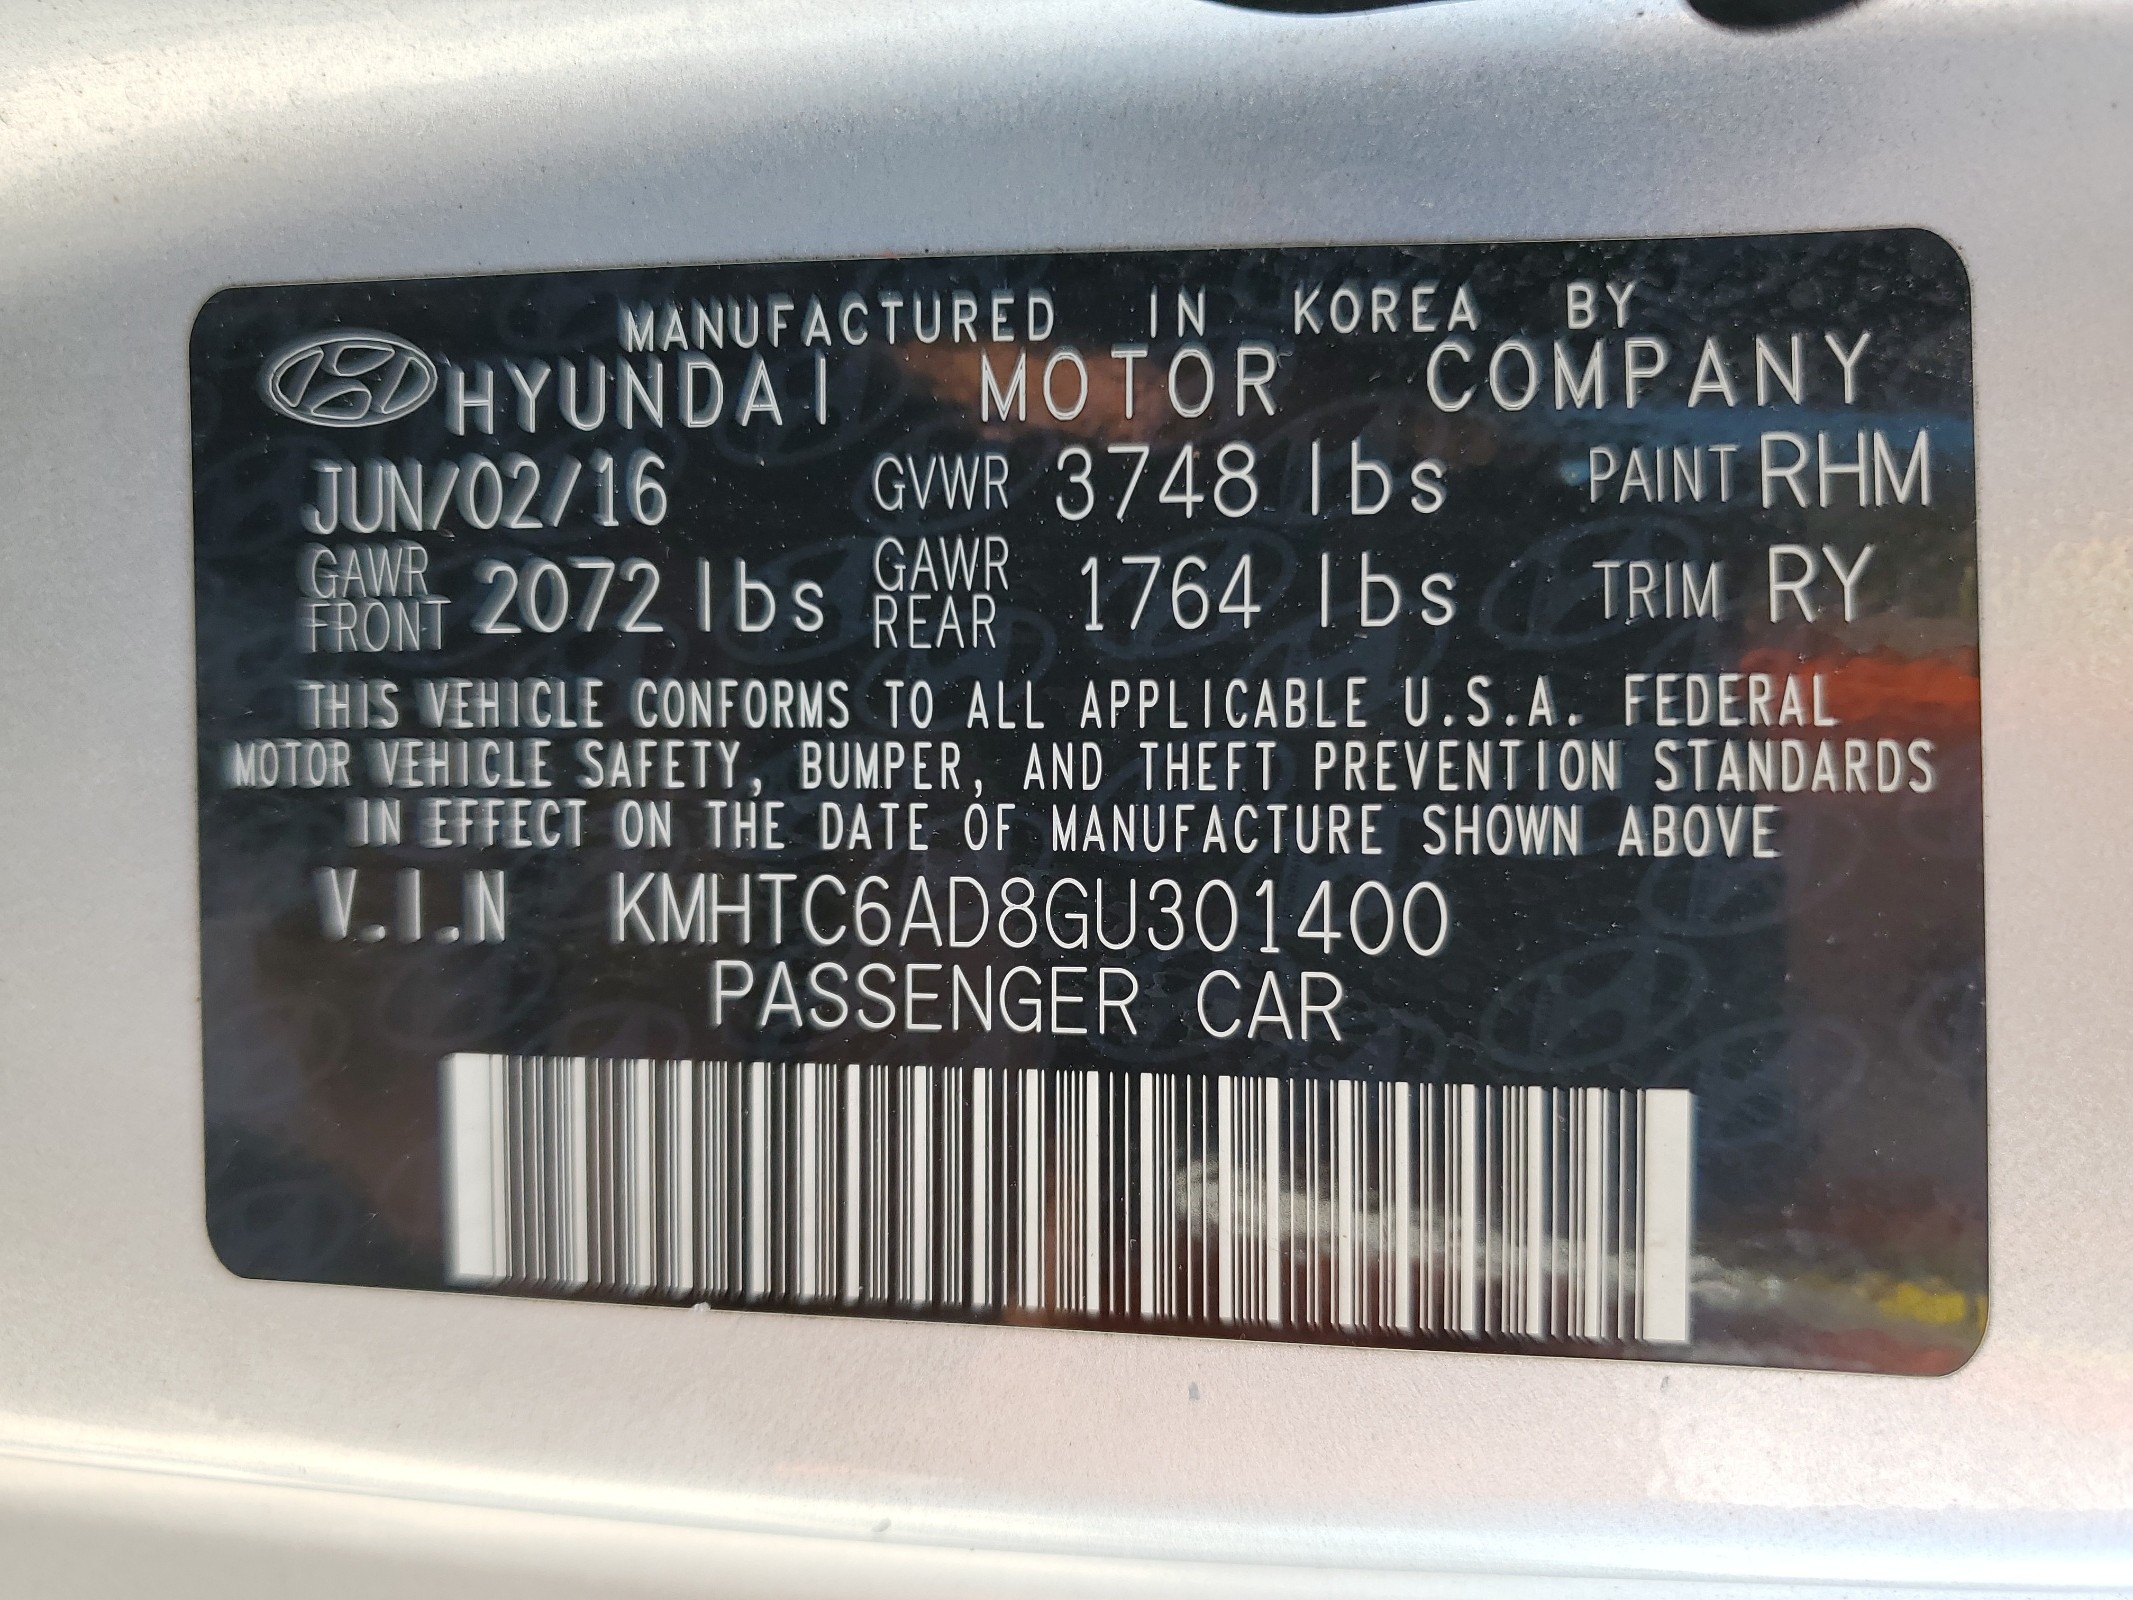 MANUFACTURED IN KOREA BY
HYUNDAI MOTOR COMPANY
JUN/02/16 GVWR 3748 lbs PAINT RHM
GAWR FRONT 2072 lbs GAWR REAR 1764 lbs TRIM RY
THIS VEHICLE CONFORMS TO ALL APPLICABLE U.S.A. FEDERAL
MOTOR VEHICLE SAFETY, BUMPER, AND THEFT PREVENTION STANDARDS
IN EFFECT ON THE DATE OF MANUFACTURE SHOWN ABOVE
V.I.N KMHTC6AD8GU301400
PASSENGER CAR